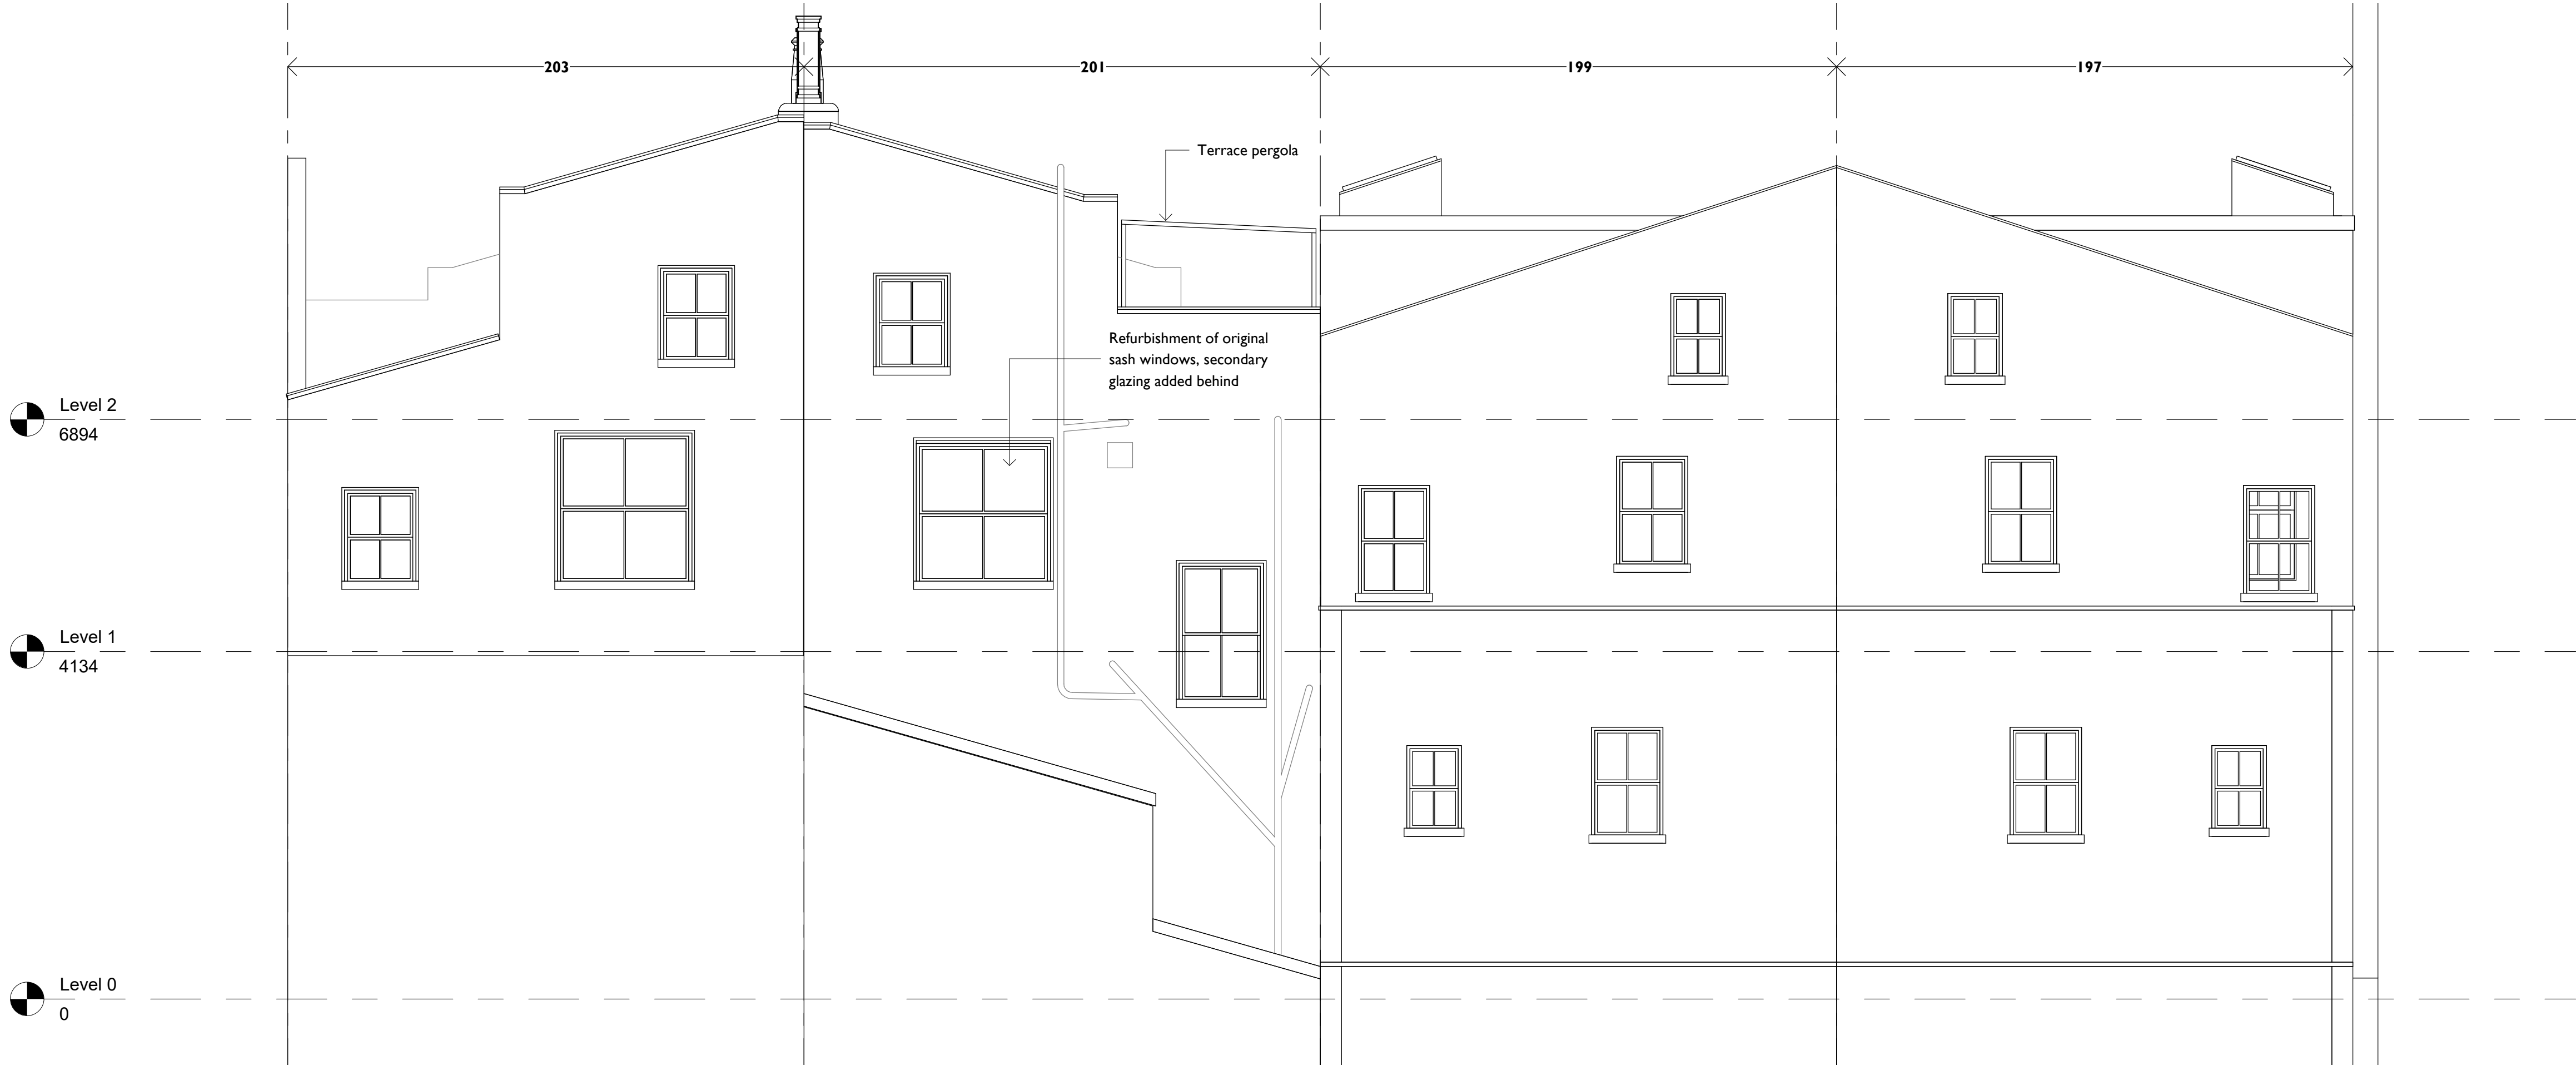 203
201
199
197
Terrace pergola
Refurbishment of original
sash windows, secondary
glazing added behind
Level 2
6894
Level 1
4134
Level 0
0